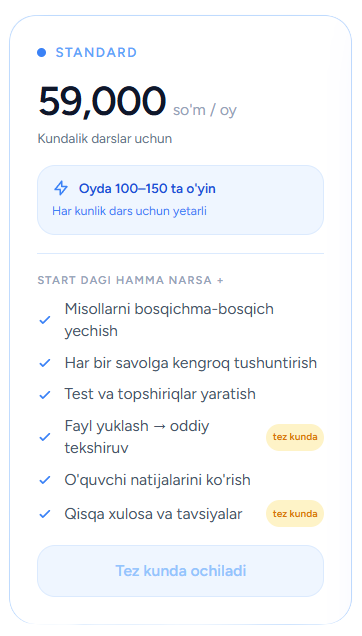 STANDARD
59,000 so'm / oy
Kundalik darslar uchun
Oyda 100–150 ta o'yin
Har kunlik dars uchun yetarli
START DAGI HAMMA NARSA +
Misollarni bosqichma-bosqich
yechish
Har bir savolga kengroq tushuntirish
Test va topshiriqlar yaratish
Fayl yuklash → oddiy
tekshiruv
tez kunda
O'quvchi natijalarini ko'rish
Qisqa xulosa va tavsiyalar tez kunda
Tez kunda ochiladi